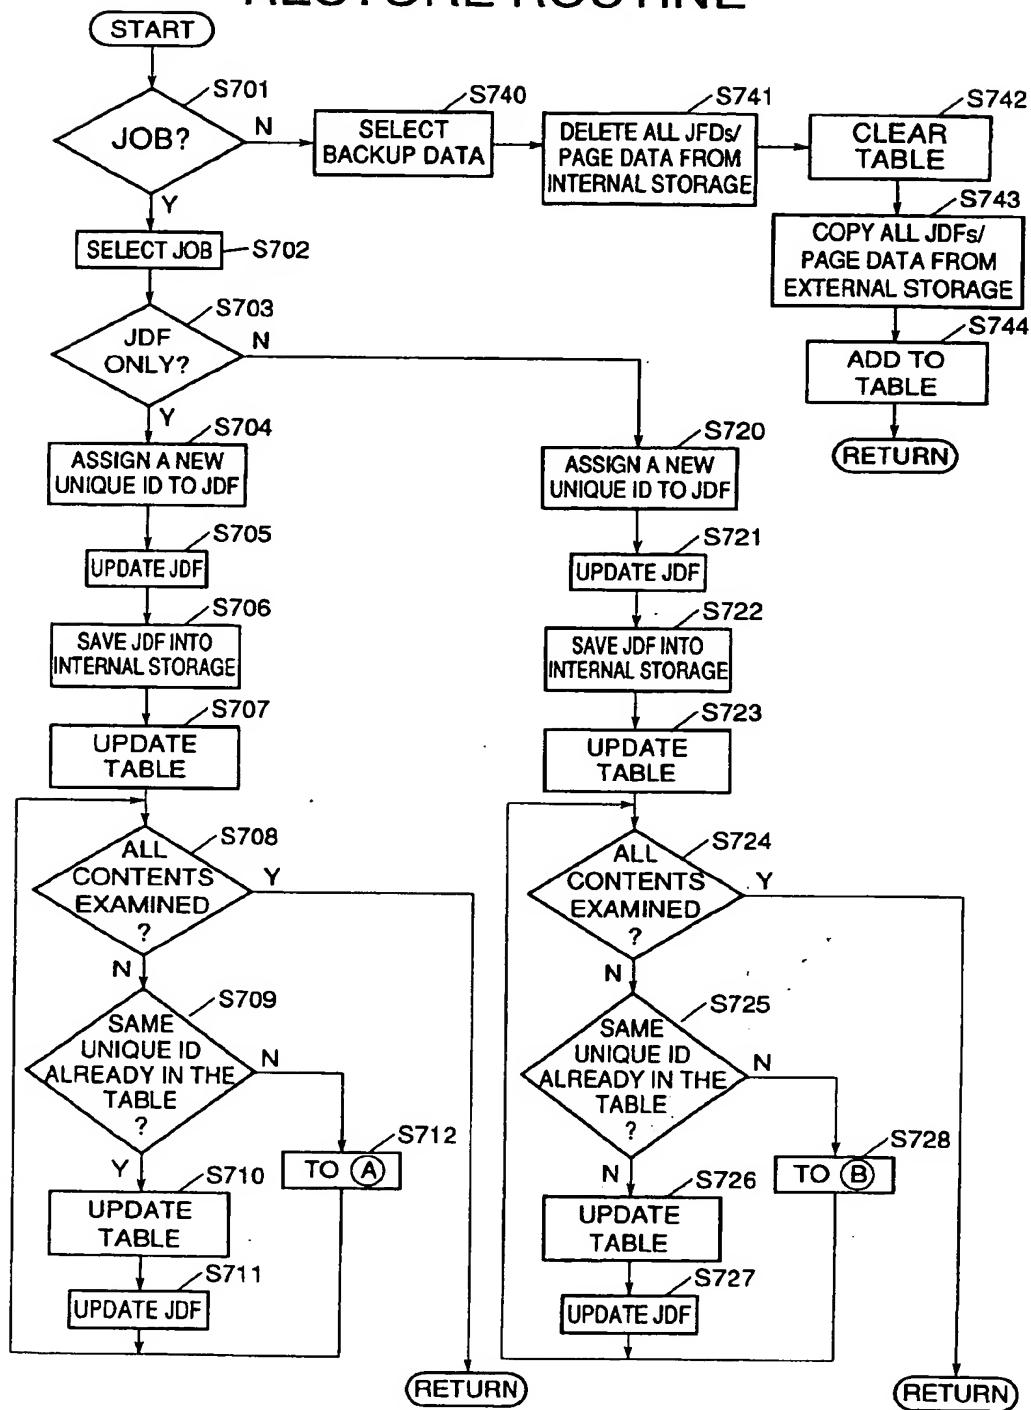 RESTORE ROUTINE
START
S701
JOB?
N
Y
S740
SELECT
BACKUP DATA
S741
DELETE ALL JFDs/
PAGE DATA FROM
INTERNAL STORAGE
S742
CLEAR
TABLE
S743
COPY ALL JDFs/
PAGE DATA FROM
EXTERNAL STORAGE
S744
ADD TO
TABLE
RETURN
SELECT JOB
S702
S703
JDF
ONLY?
N
Y
S704
ASSIGN A NEW
UNIQUE ID TO JDF
S705
UPDATE JDF
S706
SAVE JDF INTO
INTERNAL STORAGE
S707
UPDATE
TABLE
S708
ALL
CONTENTS
EXAMINED
?
Y
N
S709
SAME
UNIQUE ID
ALREADY IN THE
TABLE
?
N
Y
S712
TO A
S710
UPDATE
TABLE
S711
UPDATE JDF
RETURN
S720
ASSIGN A NEW
UNIQUE ID TO JDF
S721
UPDATE JDF
S722
SAVE JDF INTO
INTERNAL STORAGE
S723
UPDATE
TABLE
S724
ALL
CONTENTS
EXAMINED
?
Y
N
S725
SAME
UNIQUE ID
ALREADY IN THE
TABLE
?
N
N
S728
TO B
S726
UPDATE
TABLE
S727
UPDATE JDF
RETURN